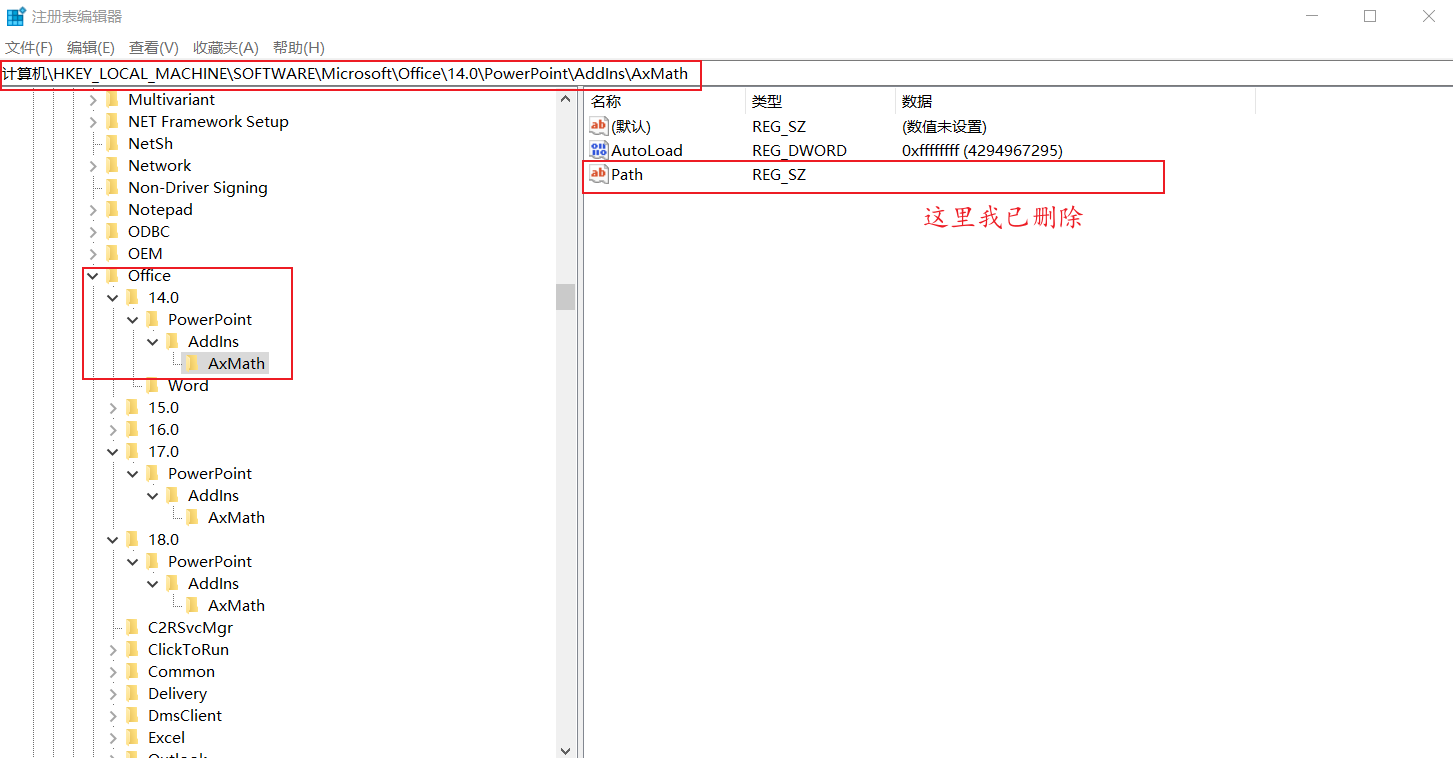 注册表编辑器
文件(F) 编辑(E) 查看(V) 收藏夹(A) 帮助(H)
计算机\HKEY_LOCAL_MACHINE\SOFTWARE\Microsoft\Office\14.0\PowerPoint\AddIns\AxMath
Multivariant
NET Framework Setup
NetSh
Network
Non-Driver Signing
Notepad
ODBC
OEM
Office
14.0
PowerPoint
AddIns
AxMath
Word
15.0
16.0
17.0
PowerPoint
AddIns
AxMath
18.0
PowerPoint
AddIns
AxMath
C2RSvcMgr
ClickToRun
Common
Delivery
DmsClient
Excel
Outlook
名称 类型 数据
(默认) REG_SZ (数值未设置)
AutoLoad REG_DWORD 0xffffffff (4294967295)
Path REG_SZ
这里我已删除